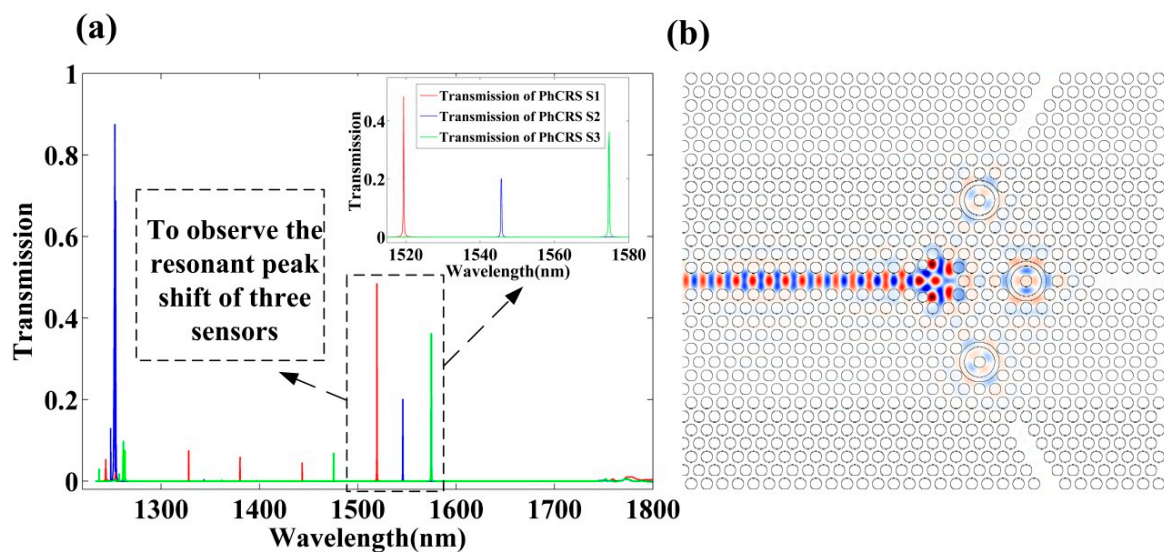 (a)
(b)
1
0.8
0.6
0.4
0.2
0
Transmission
To observe the
resonant peak
shift of three
sensors
Transmission of PhCRS S1
Transmission of PhCRS S2
Transmission of PhCRS S3
0.4
0.2
0
Transmission
1520 1540 1560 1580
Wavelength(nm)
1300 1400 1500 1600 1700 1800
Wavelength(nm)